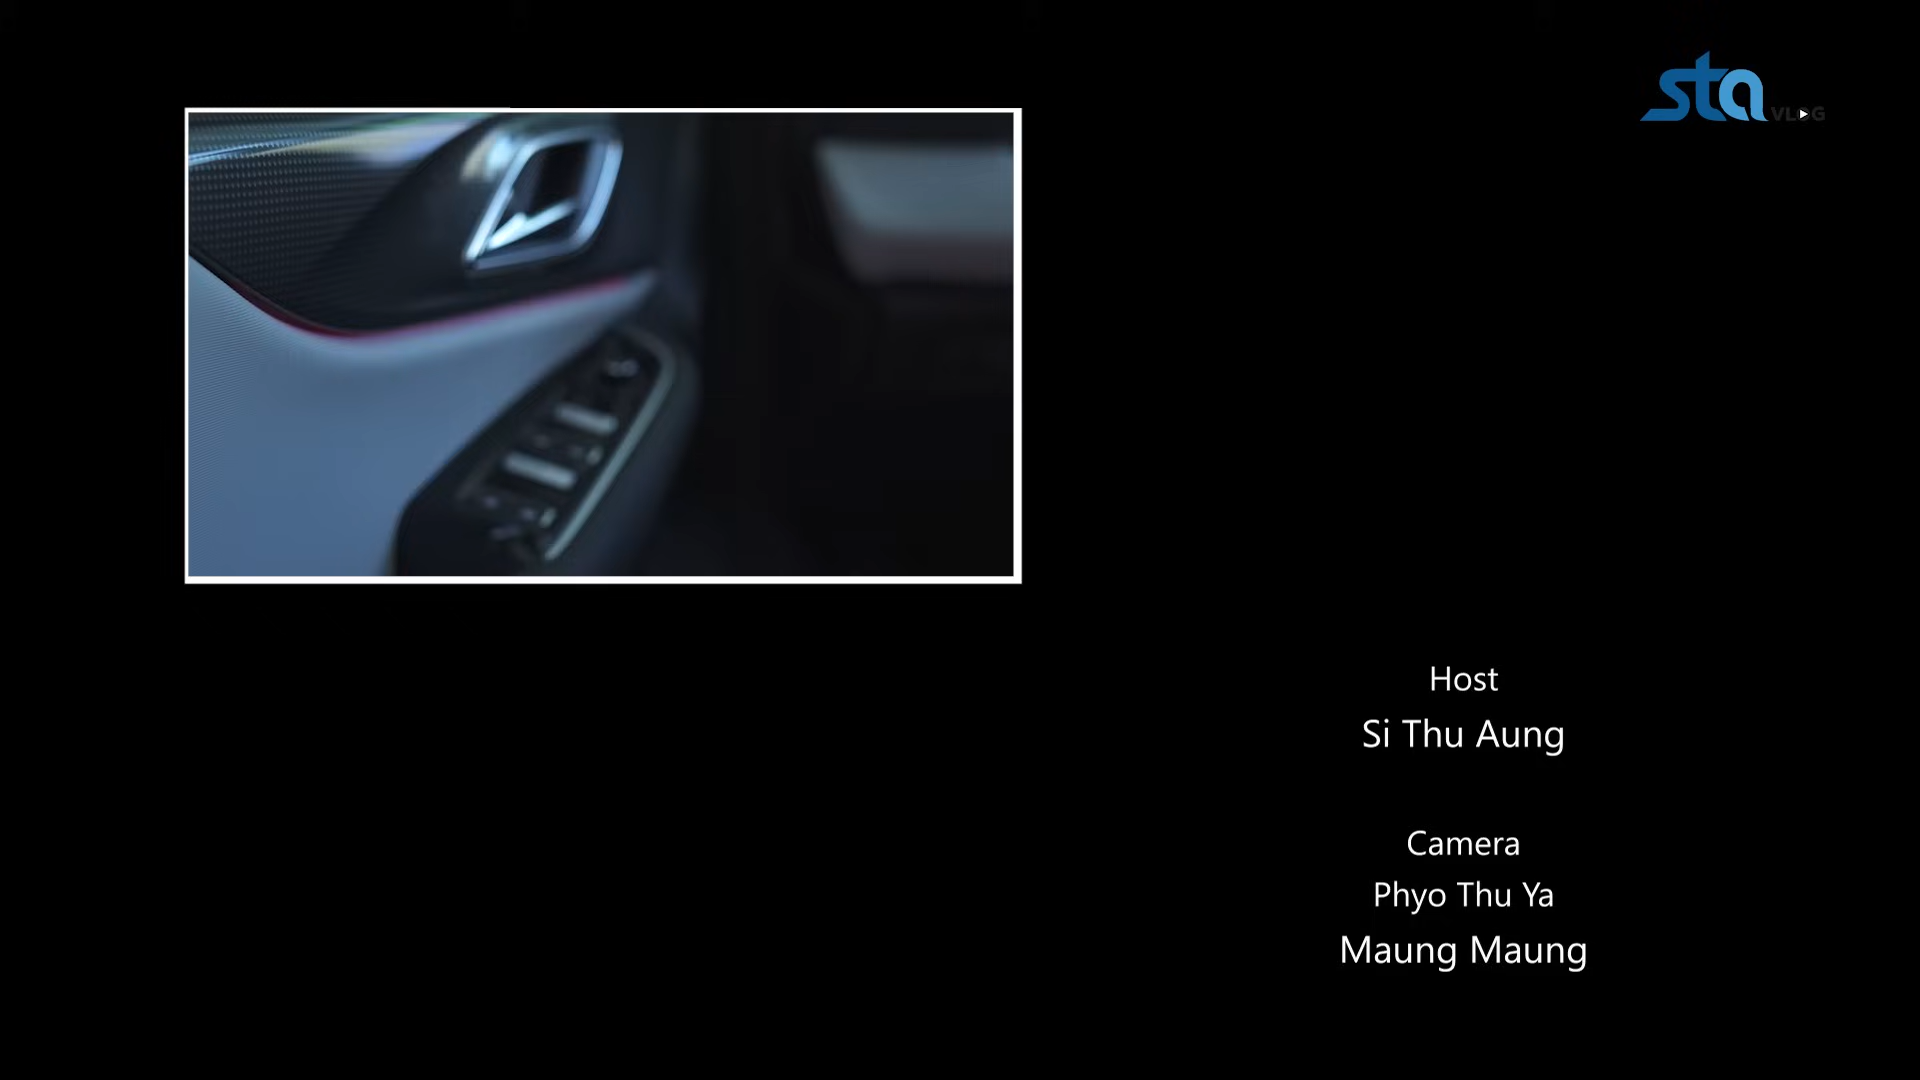 sta VLOG
Host
Si Thu Aung
Camera
Phyo Thu Ya
Maung Maung